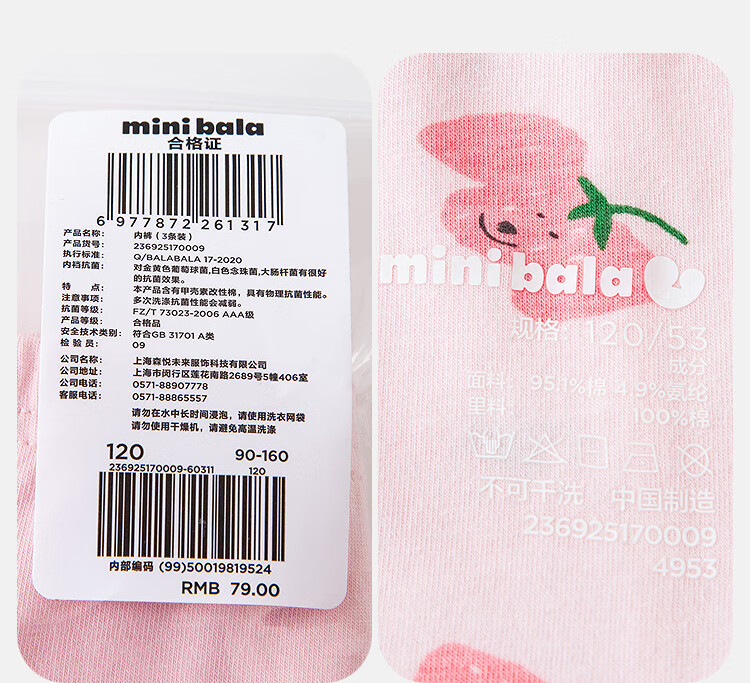 mini bala
合格证
6 977872 261317
产品名称： 内裤（3条装）
产品货号： 236925170009
执行标准： Q/BALABALA 17-2020
内裆抗菌： 对金黄色葡萄球菌,白色念珠菌,大肠杆菌有很好
的抗菌效果。
特 点： 本产品含有甲壳素改性棉，具有物理抗菌性能。
注意事项： 多次洗涤抗菌性能会减弱。
抗菌等级： FZ/T 73023-2006 AAA级
产品等级： 合格品
安全技术类别： 符合GB 31701 A类
检 验 员： 09
公司名称： 上海森悦未来服饰科技有限公司
公司地址： 上海市闵行区莲花南路2689号5幢406室
公司电话： 0571-88907778
客服电话： 0571-88865557
请勿在水中长时间浸泡，请使用洗衣网袋
请勿使用干燥机，请避免高温洗涤
120 90-160
236925170009-60311 120
内部编码 (99)50019819524
RMB 79.00
mini bala
规格: 120/53
成分
面料: 95.1%棉 4.9%氨纶
里料: 100%棉
不可干洗 中国制造
236925170009
4953